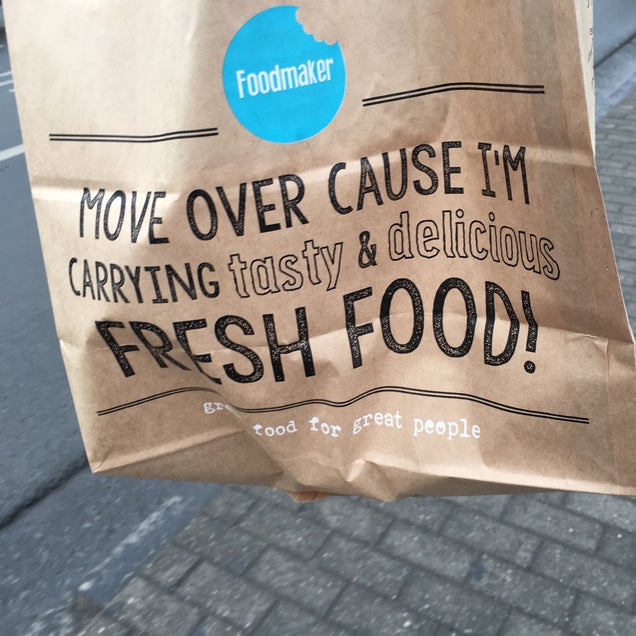 Foodmaker
MOVE OVER CAUSE I'M
CARRYING tasty & delicious
FRESH FOOD!
food for great people